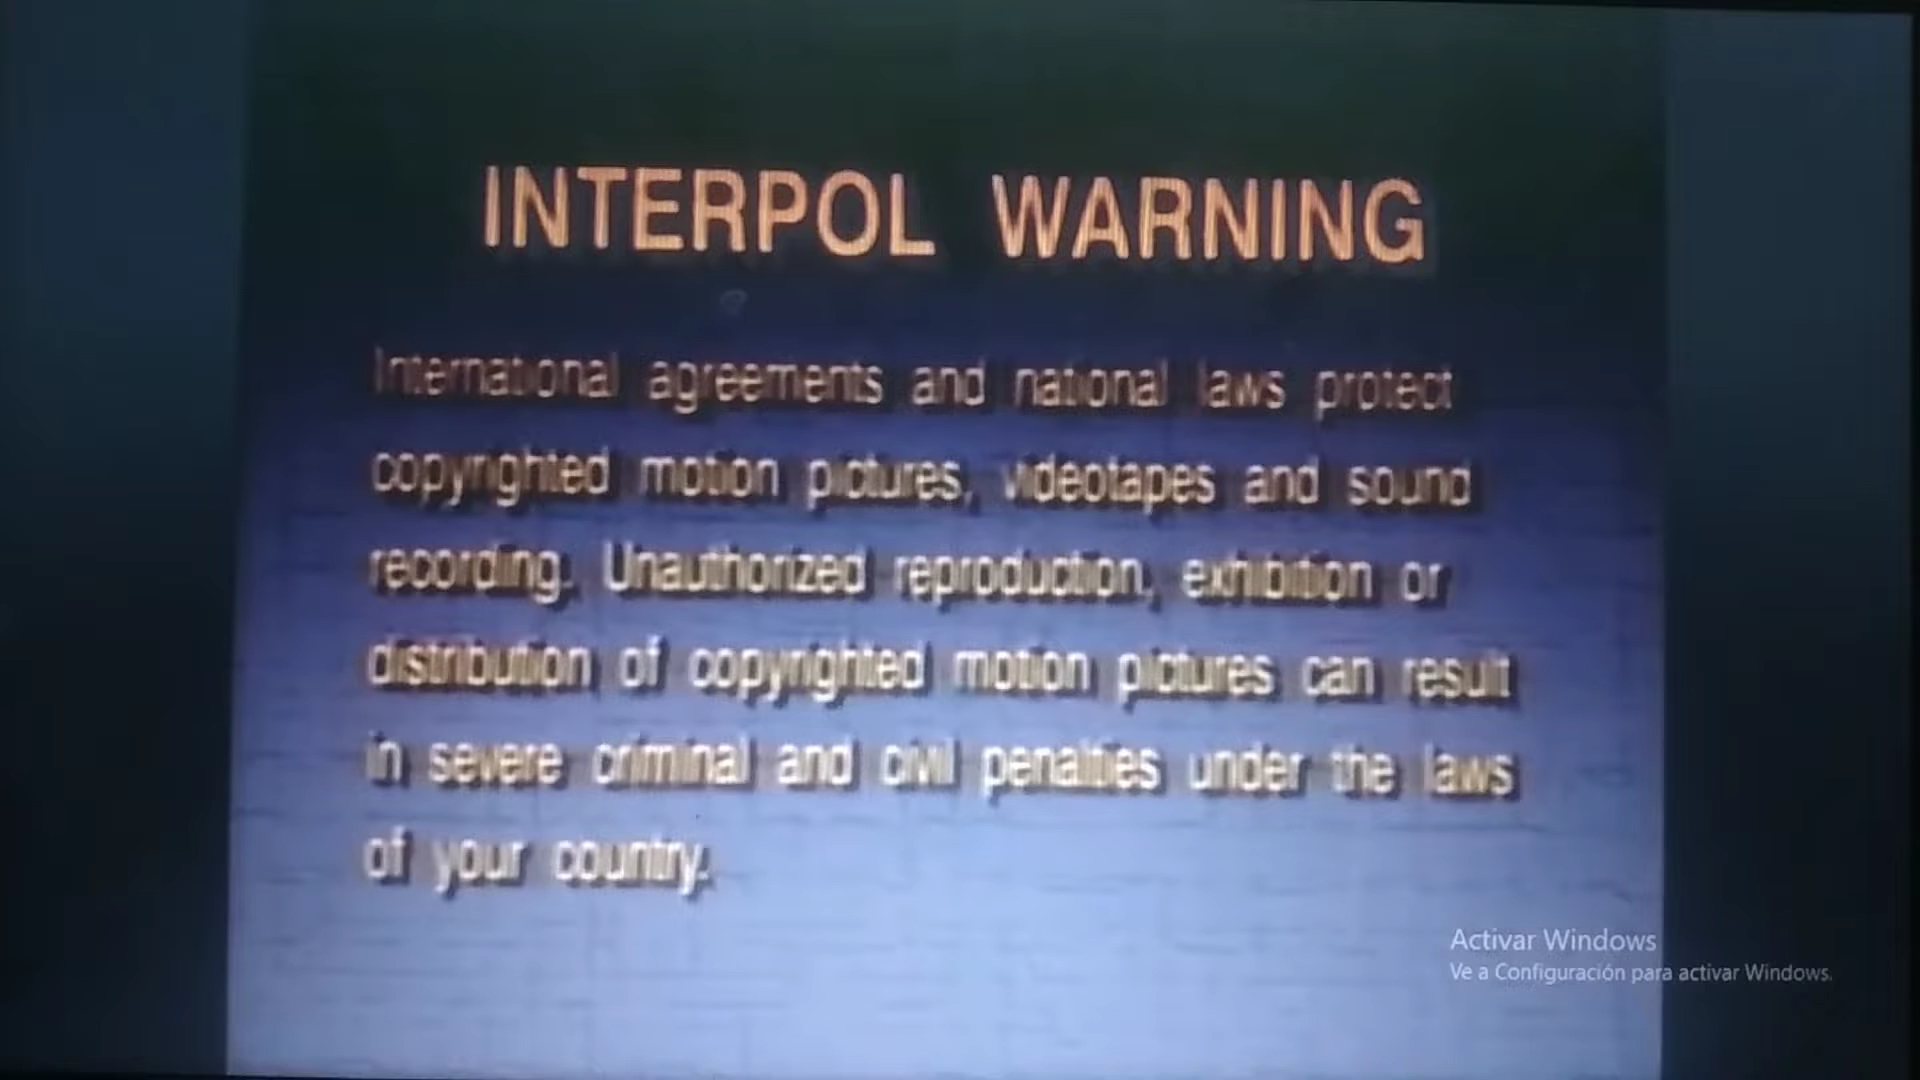 INTERPOL WARNING
International agreements and national laws protect
copyrighted motion pictures, videotapes and sound
recording. Unauthorized reproduction, exhibition or
distribution of copyrighted motion pictures can result
in severe criminal and civil penalties under the laws
of your country.
Activar Windows
Ve a Configuración para activar Windows.